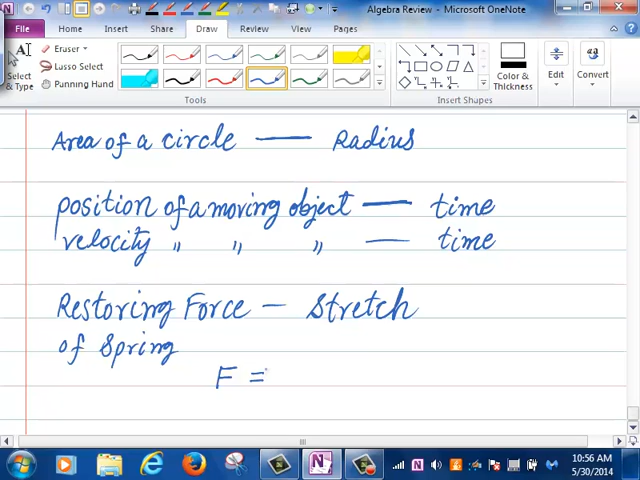 Algebra Review - Microsoft OneNote
File Home Insert Share Draw Review View Pages
Select & Type
Eraser
Lasso Select
Panning Hand
Color & Thickness
Edit
Convert
Tools
Insert Shapes
Area of a circle — Radius
position of a moving object — time
velocity " " " — time
Restoring Force — Stretch
of Spring
F =
10:56 AM
5/30/2014